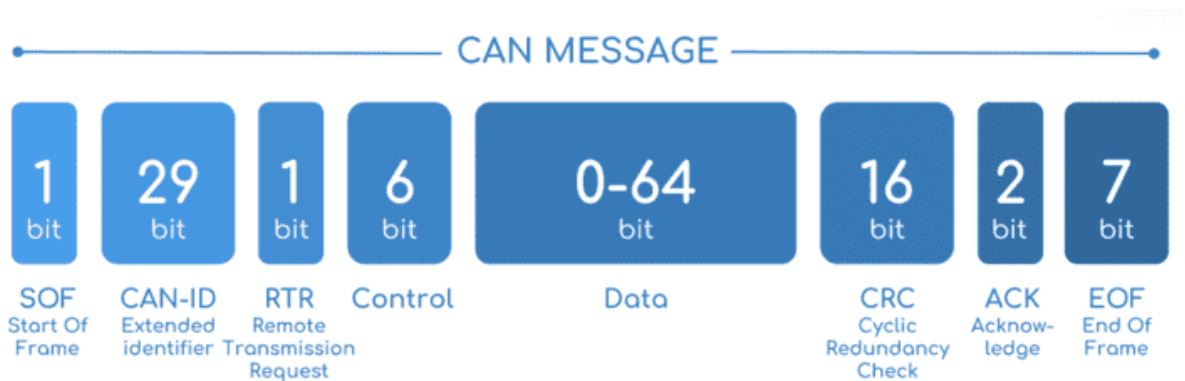 CAN MESSAGE
1
bit
29
bit
1
bit
6
bit
0-64
bit
16
bit
2
bit
7
bit
SOF
Start Of
Frame
CAN-ID
Extended
identifier
RTR
Remote
Transmission
Request
Control
Data
CRC
Cyclic
Redundancy
Check
ACK
Acknow-
ledge
EOF
End Of
Frame